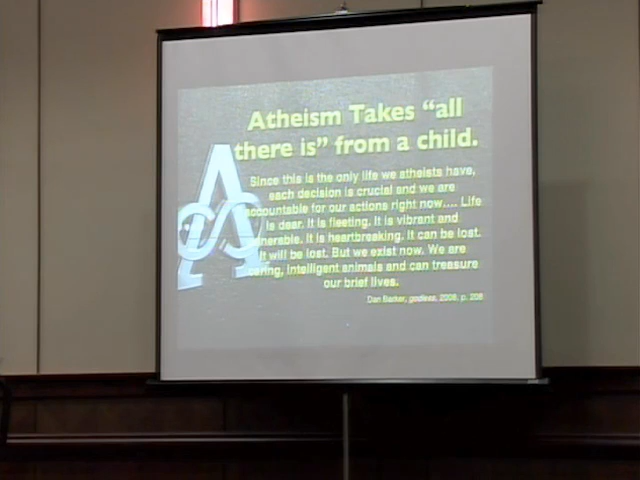 Atheism Takes “all
there is” from a child.
Since this is the only life we atheists have,
each decision is crucial and we are
accountable for our actions right now.... Life
is dear. It is fleeting. It is vibrant and
vulnerable. It is heartbreaking. It can be lost.
It will be lost. But we exist now. We are
caring, intelligent animals and can treasure
our brief lives.
Dan Barker, godless, 2008, p. 208